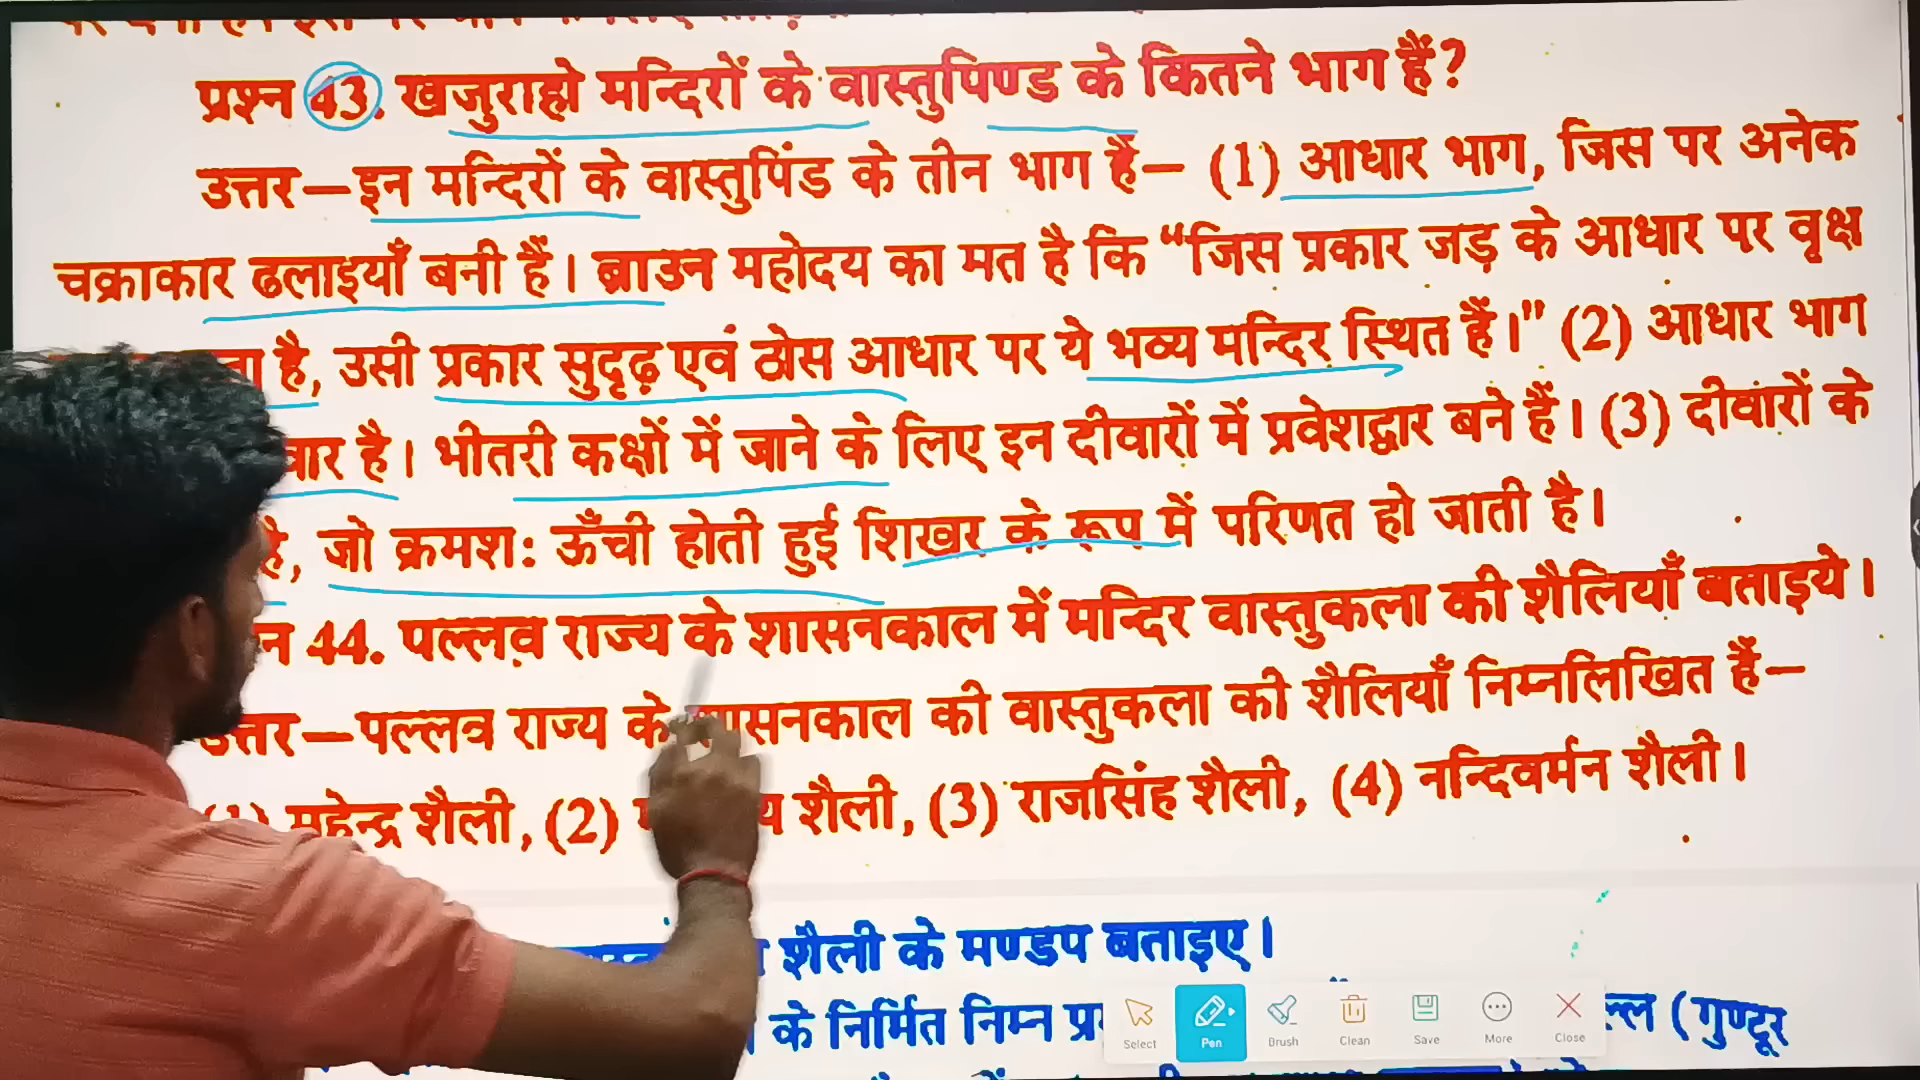 प्रश्न 43. खजुराहो मन्दिरों के वास्तुपिण्ड के कितने भाग हैं?
उत्तर—इन मन्दिरों के वास्तुपिंड के तीन भाग हैं— (1) आधार भाग, जिस पर अनेक
चक्राकार ढलाइयाँ बनी हैं। ब्राउन महोदय का मत है कि “जिस प्रकार जड़ के आधार पर वृक्ष
है, उसी प्रकार सुदृढ़ एवं ठोस आधार पर ये भव्य मन्दिर स्थित हैं।" (2) आधार भाग
है। भीतरी कक्षों में जाने के लिए इन दीवारों में प्रवेशद्वार बने हैं। (3) दीवारों के
है, जो क्रमश: ऊँची होती हुई शिखर के रूप में परिणत हो जाती है।
44. पल्लव राज्य के शासनकाल में मन्दिर वास्तुकला की शैलियाँ बताइये।
उत्तर—पल्लव राज्य के शासनकाल की वास्तुकला की शैलियाँ निम्नलिखित हैं—
(1) महेन्द्र शैली, (2) शैली, (3) राजसिंह शैली, (4) नन्दिवर्मन शैली।
शैली के मण्डप बताइए।
के निर्मित निम्न (गुण्टूर
Select Pen Brush Clean Save More Close